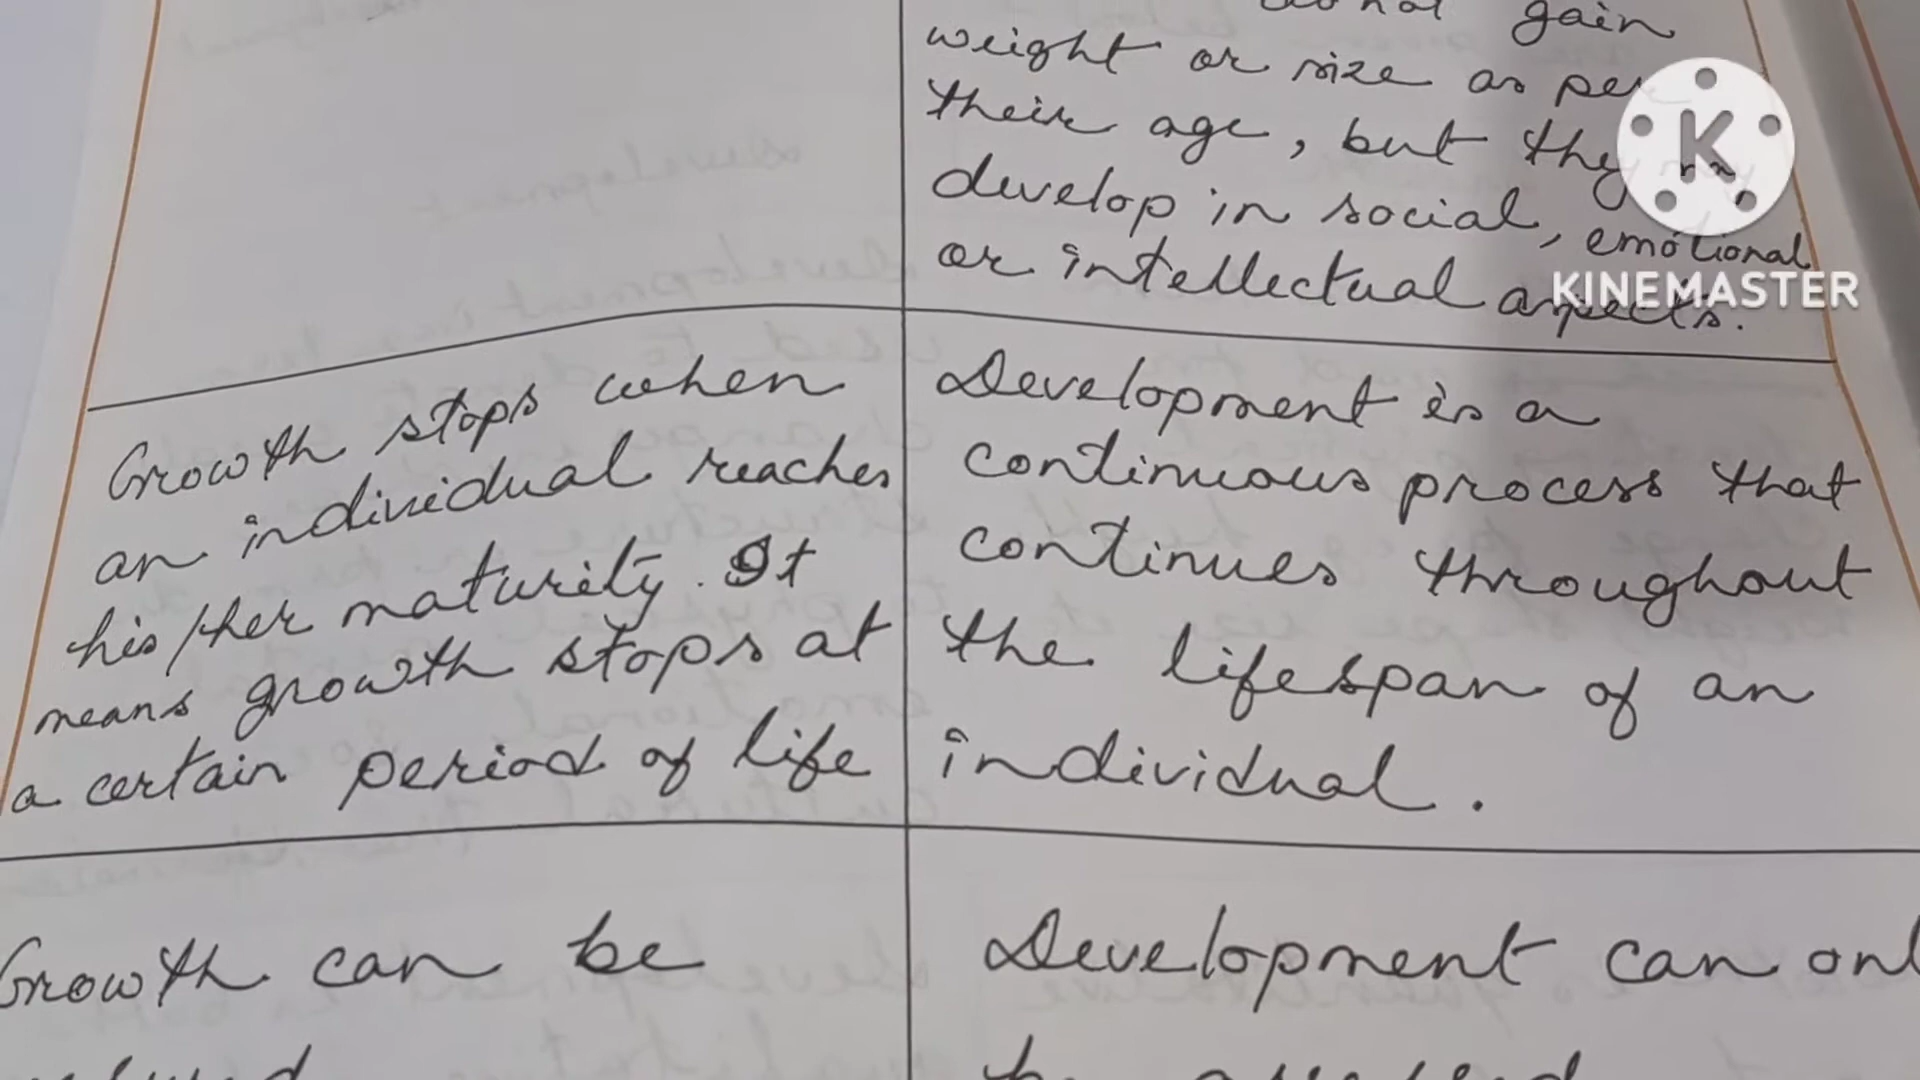 gain
weight or size as per
their age, but they may
develop in social, emotional
or intellectual aspects.
K
KINEMASTER
Growth stops when
an individual reaches
his/her maturity. It
means growth stops at
a certain period of life
Development is a
continuous process that
continues throughout
the lifespan of an
individual.
Growth can be
Development can onl